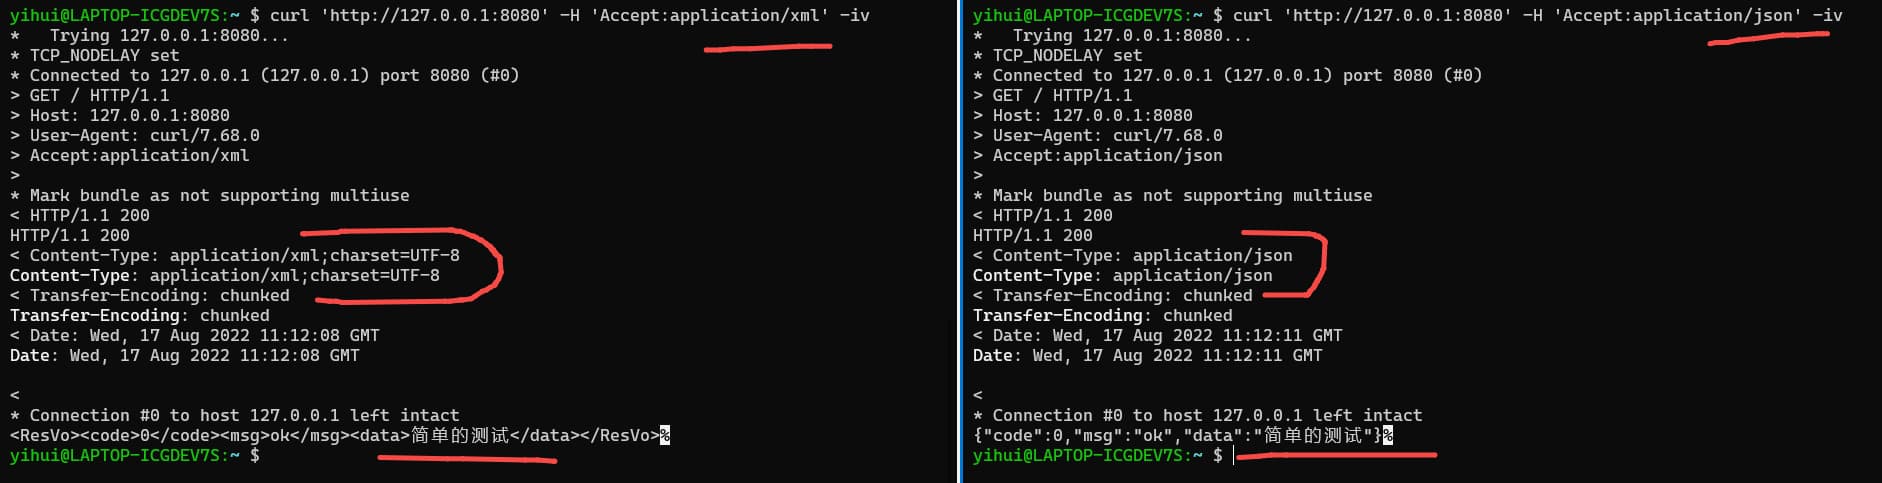 yihui@LAPTOP-ICGDEV7S:~ $ curl 'http://127.0.0.1:8080' -H 'Accept:application/xml' -iv
*   Trying 127.0.0.1:8080...
* TCP_NODELAY set
* Connected to 127.0.0.1 (127.0.0.1) port 8080 (#0)
> GET / HTTP/1.1
> Host: 127.0.0.1:8080
> User-Agent: curl/7.68.0
> Accept:application/xml
>
* Mark bundle as not supporting multiuse
< HTTP/1.1 200
HTTP/1.1 200
< Content-Type: application/xml;charset=UTF-8
Content-Type: application/xml;charset=UTF-8
< Transfer-Encoding: chunked
Transfer-Encoding: chunked
< Date: Wed, 17 Aug 2022 11:12:08 GMT
Date: Wed, 17 Aug 2022 11:12:08 GMT
<
* Connection #0 to host 127.0.0.1 left intact
<ResVo><code>0</code><msg>ok</msg><data>简单的测试</data></ResVo>%
yihui@LAPTOP-ICGDEV7S:~ $
yihui@LAPTOP-ICGDEV7S:~ $ curl 'http://127.0.0.1:8080' -H 'Accept:application/json' -iv
*   Trying 127.0.0.1:8080...
* TCP_NODELAY set
* Connected to 127.0.0.1 (127.0.0.1) port 8080 (#0)
> GET / HTTP/1.1
> Host: 127.0.0.1:8080
> User-Agent: curl/7.68.0
> Accept:application/json
>
* Mark bundle as not supporting multiuse
< HTTP/1.1 200
HTTP/1.1 200
< Content-Type: application/json
Content-Type: application/json
< Transfer-Encoding: chunked
Transfer-Encoding: chunked
< Date: Wed, 17 Aug 2022 11:12:11 GMT
Date: Wed, 17 Aug 2022 11:12:11 GMT
<
* Connection #0 to host 127.0.0.1 left intact
{"code":0,"msg":"ok","data":"简单的测试"}%
yihui@LAPTOP-ICGDEV7S:~ $